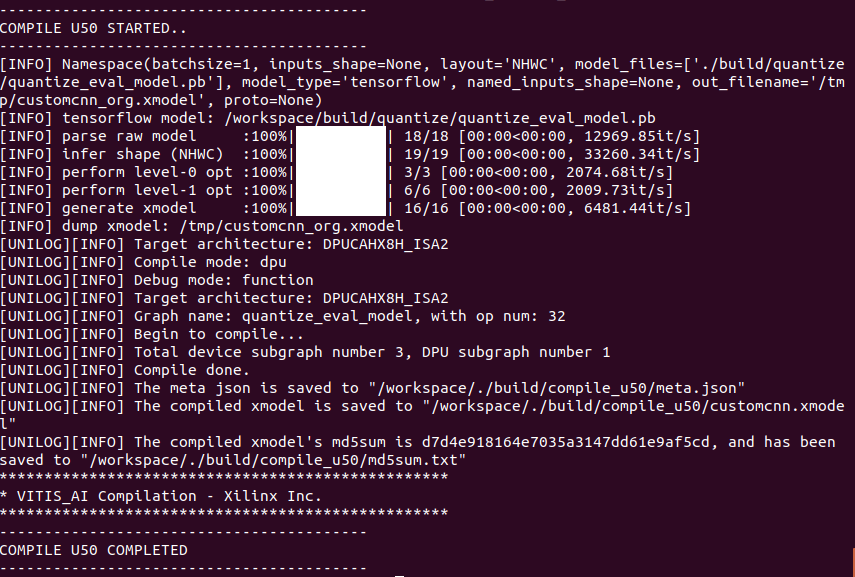 -----------------------------------------
COMPILE U50 STARTED..
-----------------------------------------
[INFO] Namespace(batchsize=1, inputs_shape=None, layout='NHWC', model_files=['./build/quantize
/quantize_eval_model.pb'], model_type='tensorflow', named_inputs_shape=None, out_filename='/tm
p/customcnn_org.xmodel', proto=None)
[INFO] tensorflow model: /workspace/build/quantize/quantize_eval_model.pb
[INFO] parse raw model     :100%|          | 18/18 [00:00<00:00, 12969.85it/s]
[INFO] infer shape (NHWC)  :100%|          | 19/19 [00:00<00:00, 33260.34it/s]
[INFO] perform level-0 opt :100%|          | 3/3 [00:00<00:00, 2074.68it/s]
[INFO] perform level-1 opt :100%|          | 6/6 [00:00<00:00, 2009.73it/s]
[INFO] generate xmodel     :100%|          | 16/16 [00:00<00:00, 6481.44it/s]
[INFO] dump xmodel: /tmp/customcnn_org.xmodel
[UNILOG][INFO] Target architecture: DPUCAHX8H_ISA2
[UNILOG][INFO] Compile mode: dpu
[UNILOG][INFO] Debug mode: function
[UNILOG][INFO] Target architecture: DPUCAHX8H_ISA2
[UNILOG][INFO] Graph name: quantize_eval_model, with op num: 32
[UNILOG][INFO] Begin to compile...
[UNILOG][INFO] Total device subgraph number 3, DPU subgraph number 1
[UNILOG][INFO] Compile done.
[UNILOG][INFO] The meta json is saved to "/workspace/./build/compile_u50/meta.json"
[UNILOG][INFO] The compiled xmodel is saved to "/workspace/./build/compile_u50/customcnn.xmode
l"
[UNILOG][INFO] The compiled xmodel's md5sum is d7d4e918164e7035a3147dd61e9af5cd, and has been
saved to "/workspace/./build/compile_u50/md5sum.txt"
**************************************************
* VITIS_AI Compilation - Xilinx Inc.
**************************************************
-----------------------------------------
COMPILE U50 COMPLETED
-----------------------------------------